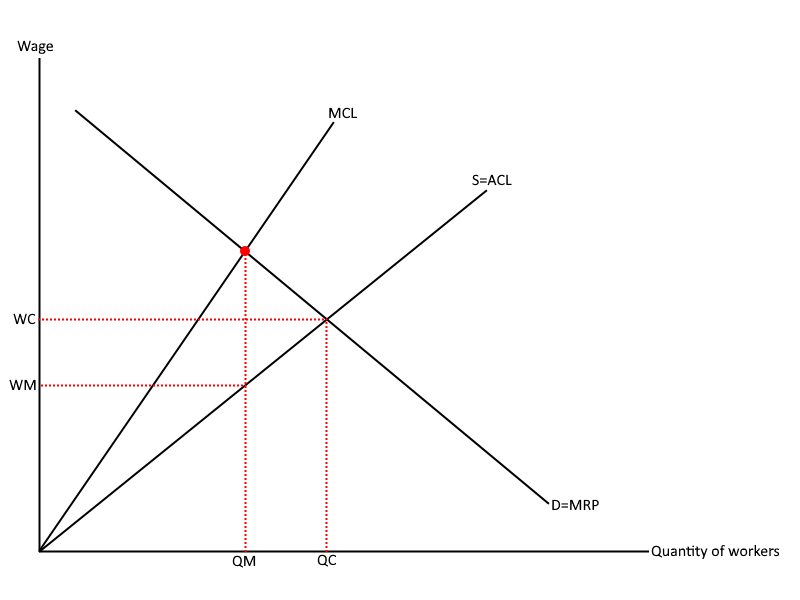 Wage
MCL
S=ACL
WC
WM
D=MRP
Quantity of workers
QM
QC